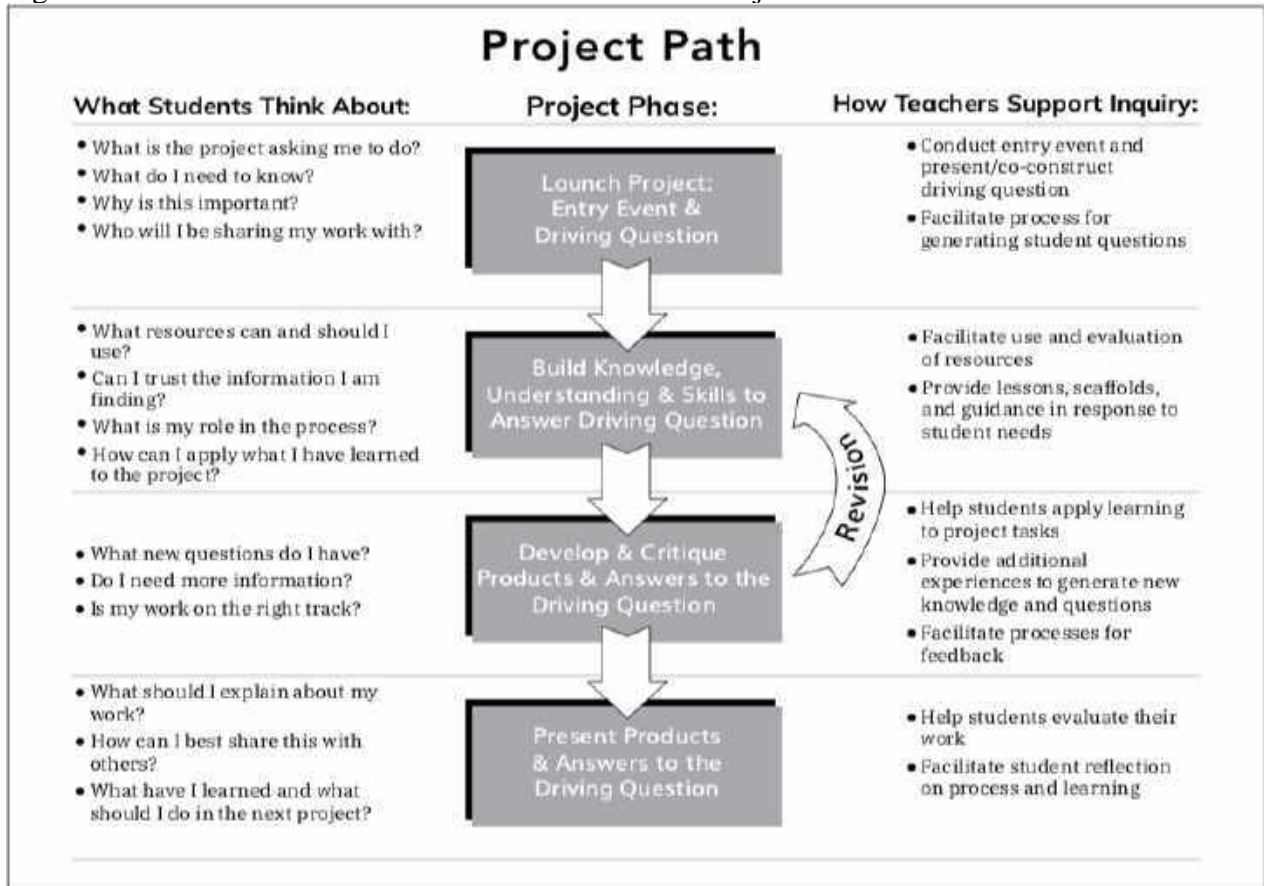 Project Path
What Students Think About:
Project Phase:
How Teachers Support Inquiry:
• What is the project asking me to do?
• What do I need to know?
• Why is this important?
• Who will I be sharing my work with?
Launch Project:
Entry Event &
Driving Question
• Conduct entry event and
present/co-construct
driving question
• Facilitate process for
generating student questions
• What resources can and should I
use?
• Can I trust the information I am
finding?
• What is my role in the process?
• How can I apply what I have learned
to the project?
Build Knowledge,
Understanding & Skills to
Answer Driving Question
• Facilitate use and evaluation
of resources
• Provide lessons, scaffolds,
and guidance in response to
student needs
Revision
• What new questions do I have?
• Do I need more information?
• Is my work on the right track?
Develop & Critique
Products & Answers to the
Driving Question
• Help students apply learning
to project tasks
• Provide additional
experiences to generate new
knowledge and questions
• Facilitate processes for
feedback
• What should I explain about my
work?
• How can I best share this with
others?
• What have I learned and what
should I do in the next project?
Present Products
& Answers to the
Driving Question
• Help students evaluate their
work
• Facilitate student reflection
on process and learning